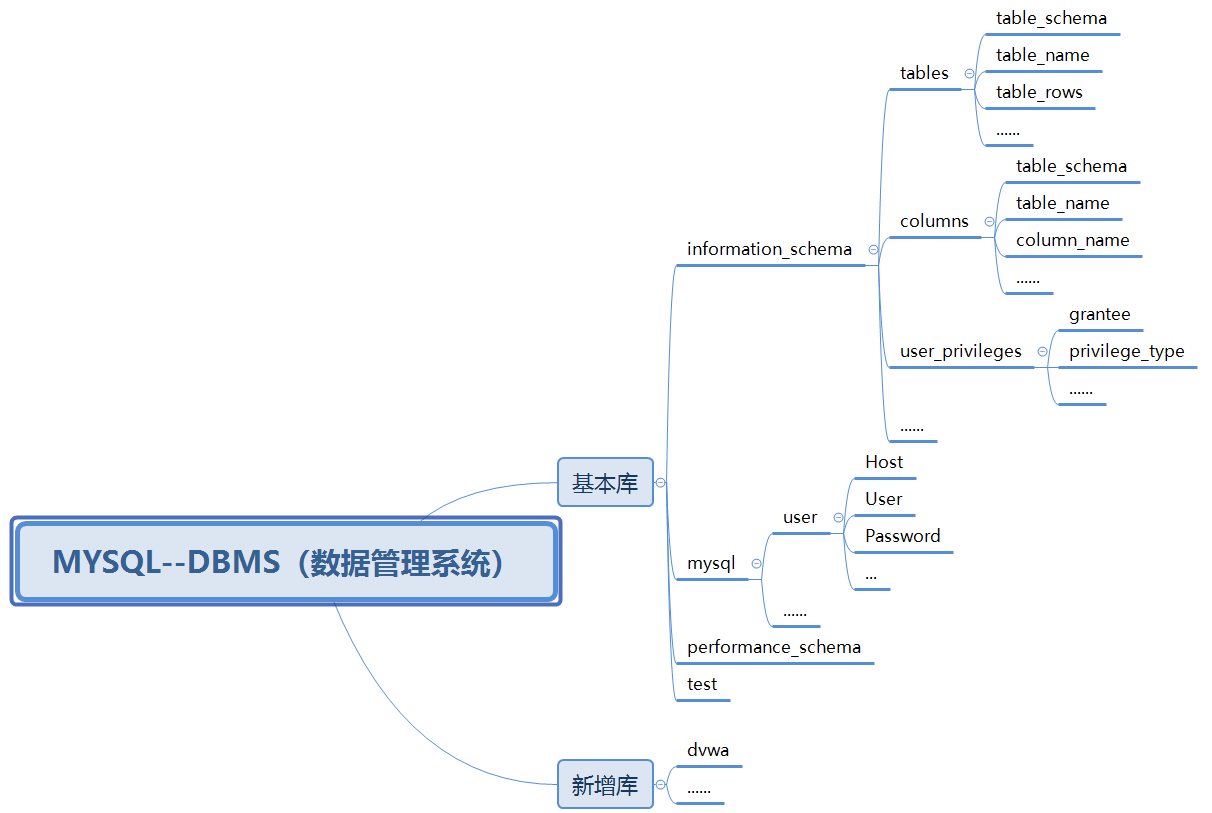 MYSQL--DBMS（数据管理系统）
基本库
information_schema
tables
table_schema
table_name
table_rows
......
columns
table_schema
table_name
column_name
......
user_privileges
grantee
privilege_type
......
......
mysql
user
Host
User
Password
...
......
performance_schema
test
新增库
dvwa
......